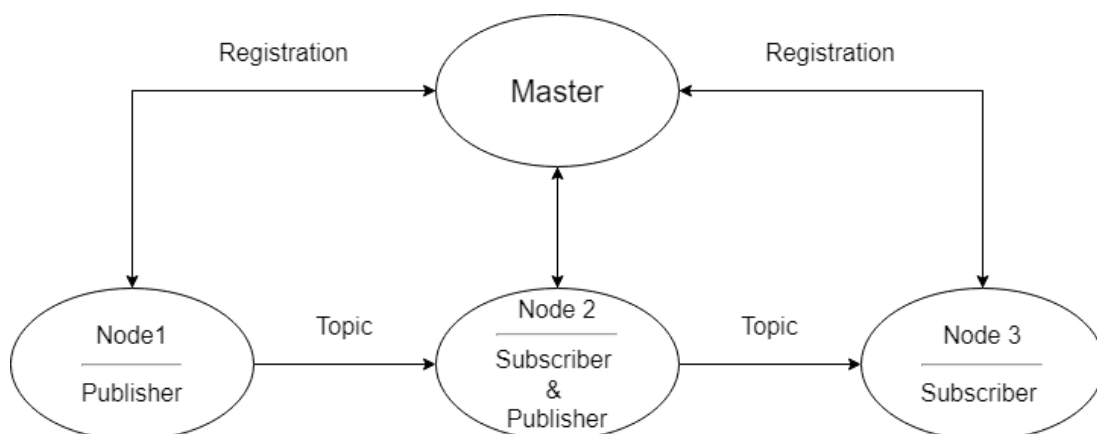 Registration
Registration
Master
Node1
Publisher
Topic
Node 2
Subscriber
&
Publisher
Topic
Node 3
Subscriber